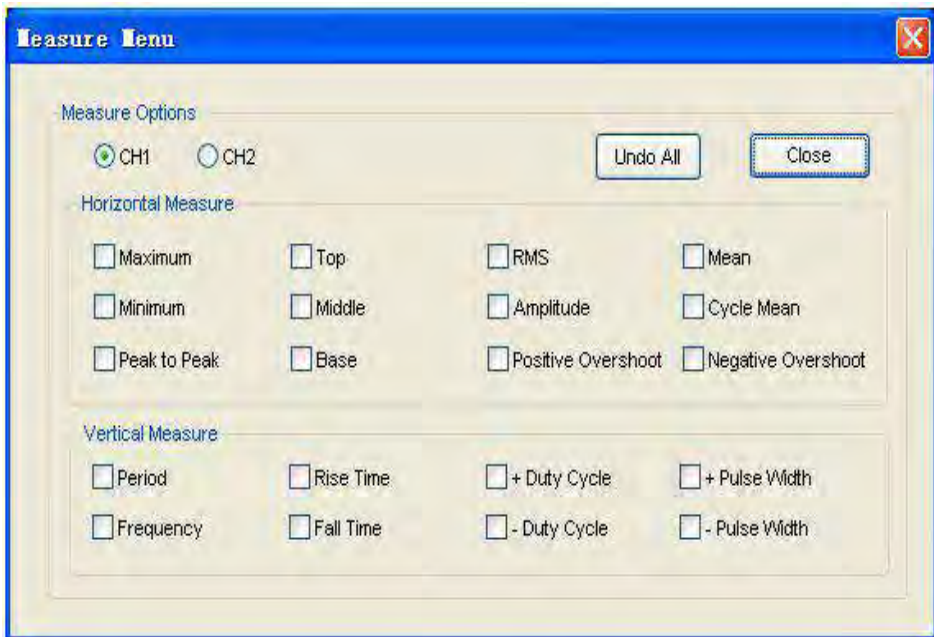 Measure Menu
Measure Options
CH1 CH2 Undo All Close
Horizontal Measure
Maximum Top RMS Mean
Minimum Middle Amplitude Cycle Mean
Peak to Peak Base Positive Overshoot Negative Overshoot
Vertical Measure
Period Rise Time + Duty Cycle + Pulse Width
Frequency Fall Time - Duty Cycle - Pulse Width